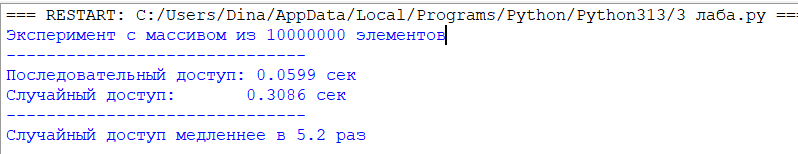 === RESTART: C:/Users/Dina/AppData/Local/Programs/Python/Python313/3 лаба.py ===
Эксперимент с массивом из 10000000 элементов
------------------------------
Последовательный доступ: 0.0599 сек
Случайный доступ:       0.3086 сек
------------------------------
Случайный доступ медленнее в 5.2 раз